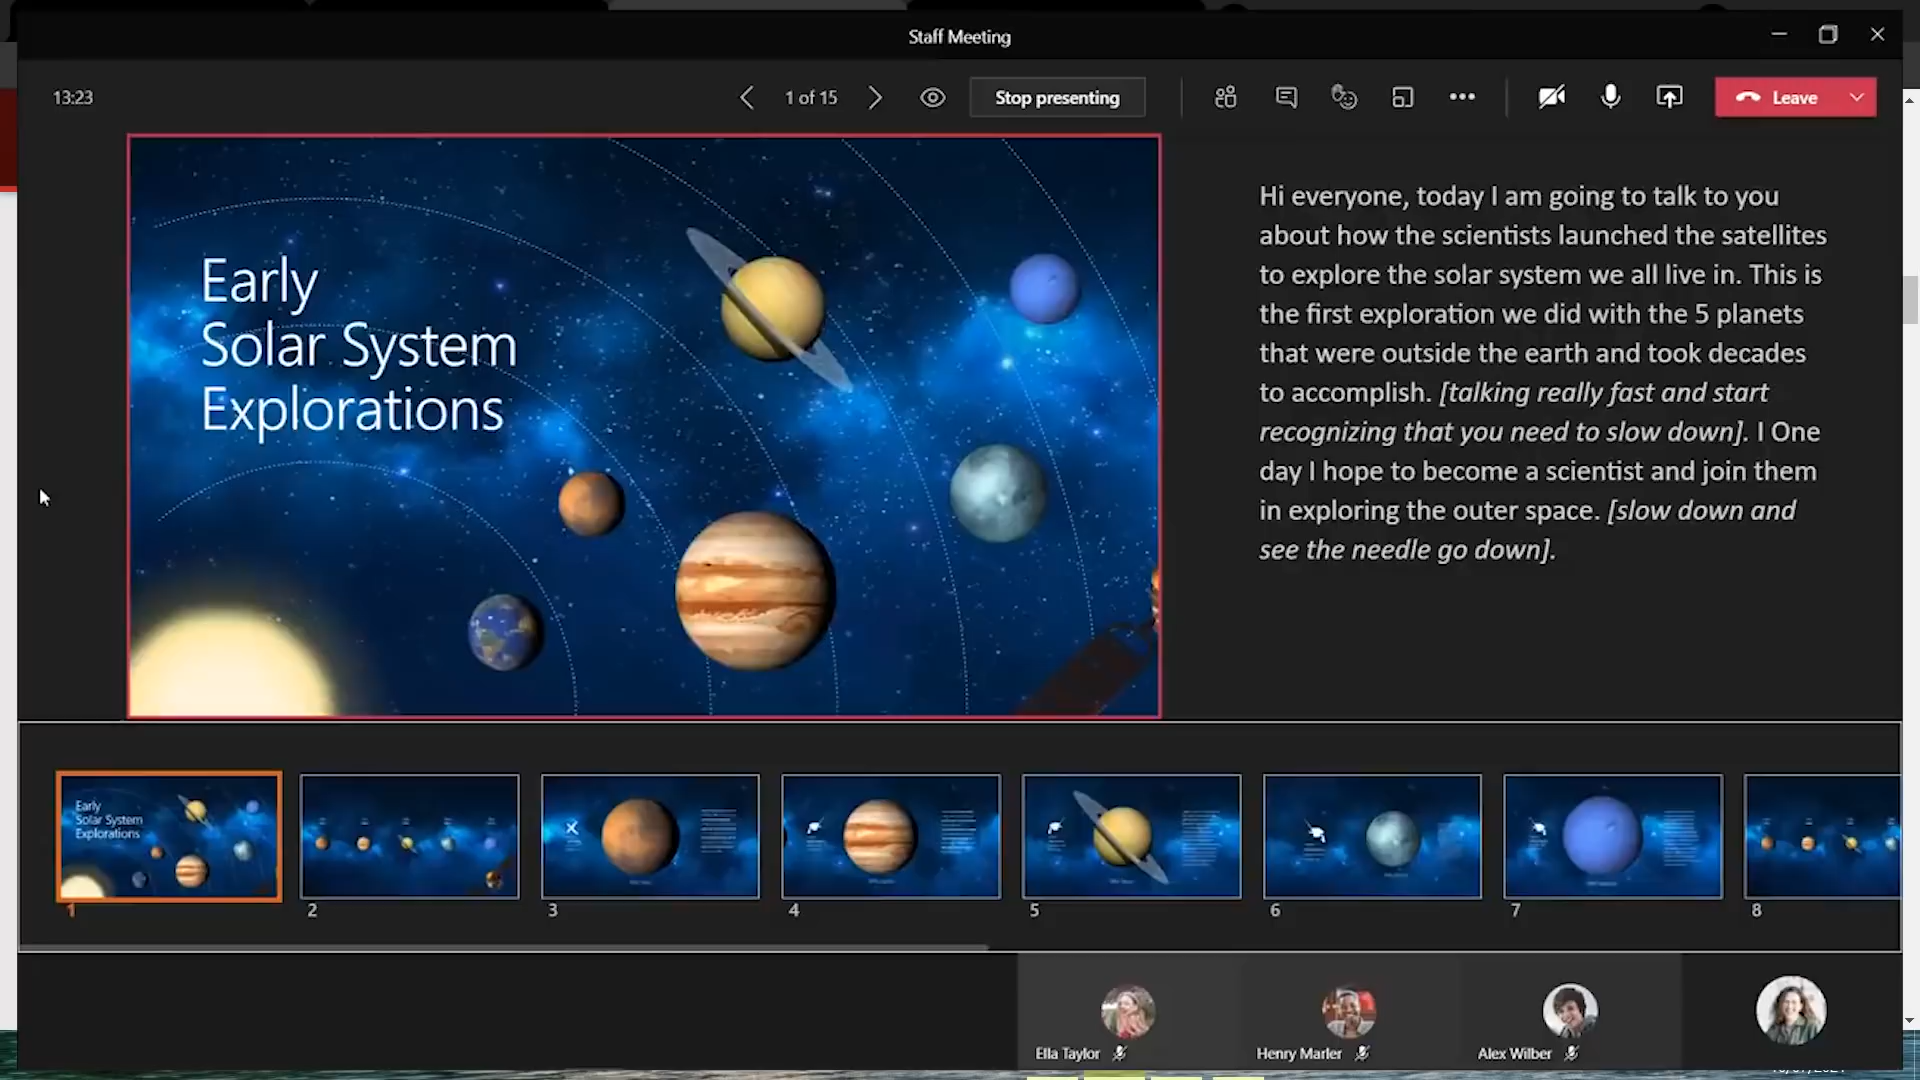 Staff Meeting
13:23
1 of 15
Stop presenting
Leave
Early
Solar System
Explorations
Hi everyone, today I am going to talk to you
about how the scientists launched the satellites
to explore the solar system we all live in. This is
the first exploration we did with the 5 planets
that were outside the earth and took decades
to accomplish. [talking really fast and start
recognizing that you need to slow down]. I One
day I hope to become a scientist and join them
in exploring the outer space. [slow down and
see the needle go down].
Early
Solar System
Explorations
1
2
3
4
5
6
7
8
Ella Taylor
Henry Marler
Alex Wilber